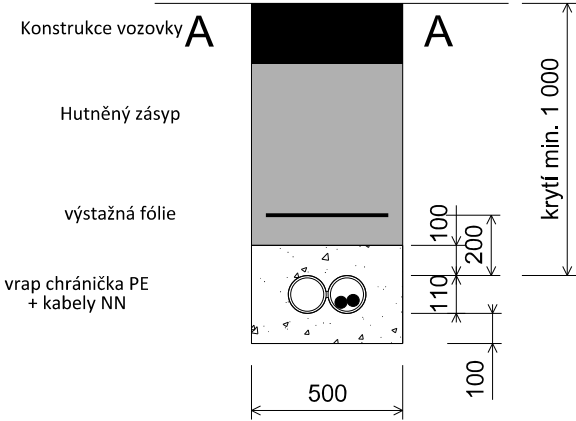 Konstrukce vozovky
A
A
Hutněný zásyp
výstažná fólie
vrap chránička PE
+ kabely NN
krytí min. 1 000
100
200
110
100
500